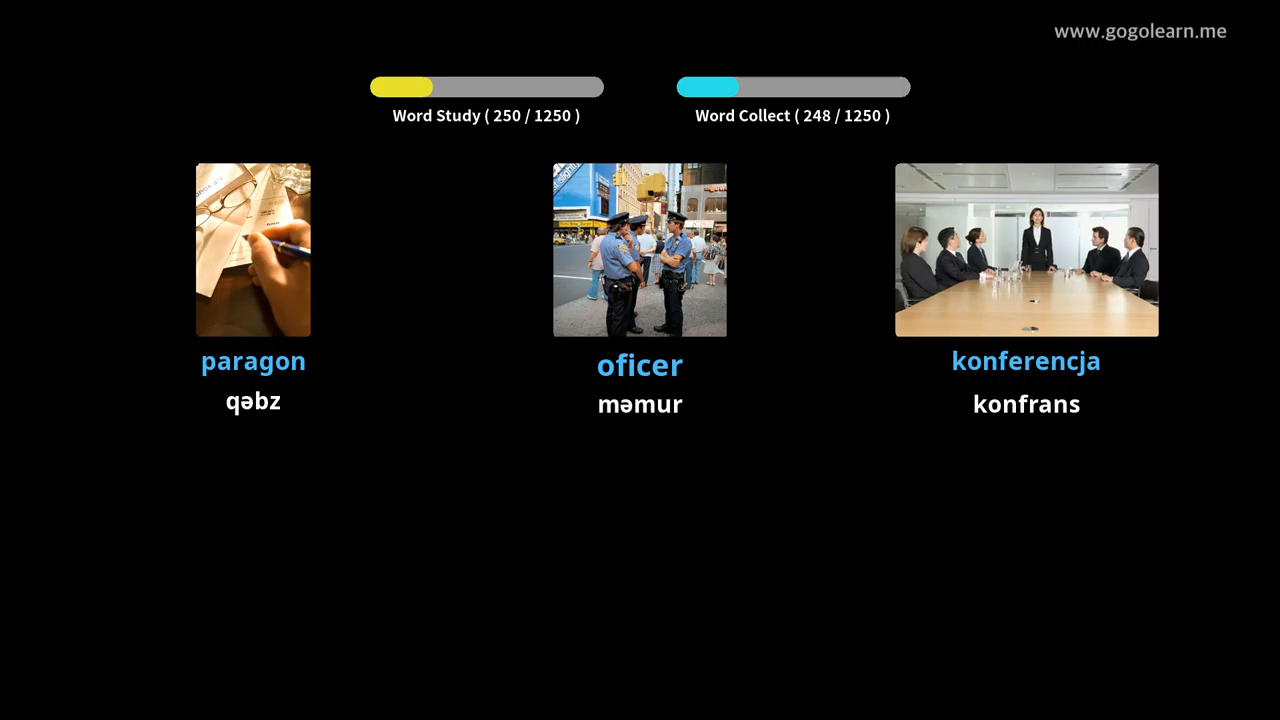 www.gogolearn.me
Word Study ( 250 / 1250 )
Word Collect ( 248 / 1250 )
paragon
oficer
konferencja
qəbz
məmur
konfrans